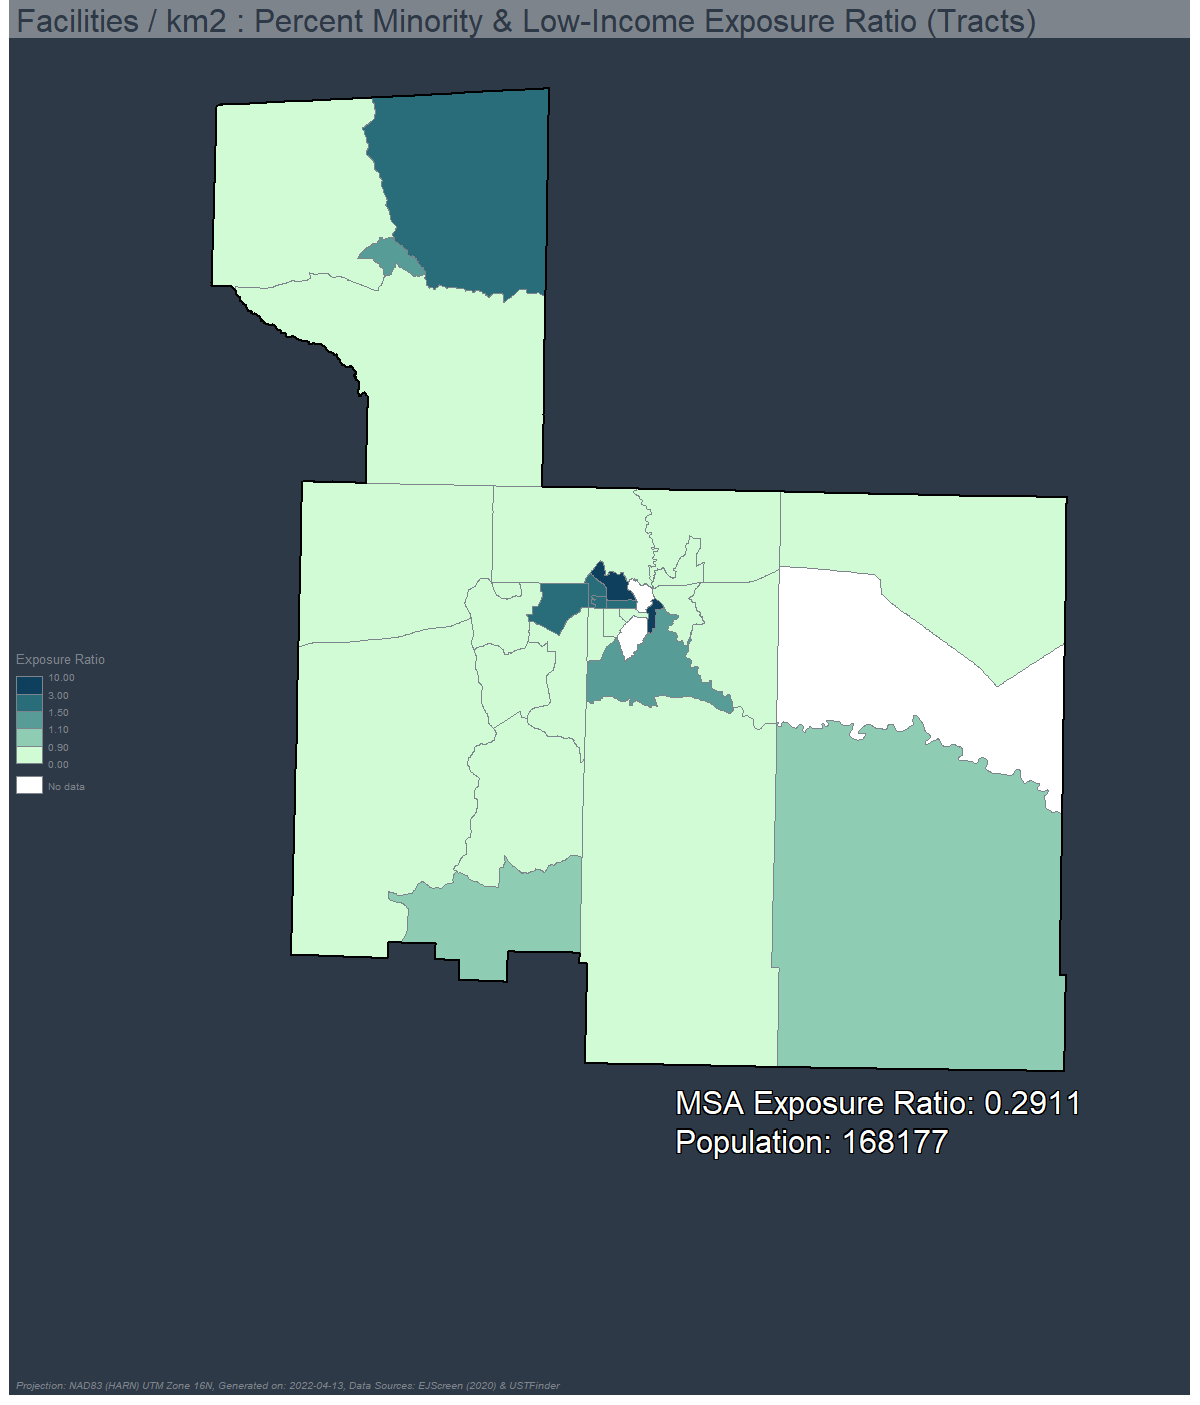 Facilities / km2 : Percent Minority & Low-Income Exposure Ratio (Tracts)
Exposure Ratio
10.00
3.00
1.50
1.10
0.90
0.00
No data
MSA Exposure Ratio: 0.2911
Population: 168177
Projection: NAD83 (HARN) UTM Zone 16N, Generated on: 2022-04-13, Data Sources: EJScreen (2020) & USTFinder